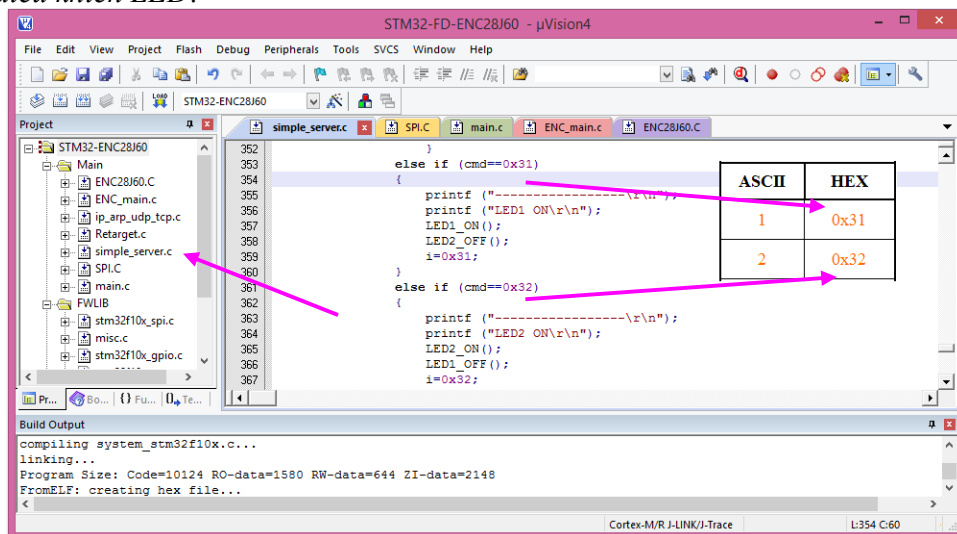 LED?
STM32-FD-ENC28J60 - µVision4
File Edit View Project Flash Debug Peripherals Tools SVCS Window Help
STM32-ENC28J60
Project
simple_server.c SPI.C main.c ENC_main.c ENC28J60.C
STM32-ENC28J60
Main
ENC28J60.C
ENC_main.c
ip_arp_udp_tcp.c
Retarget.c
simple_server.c
SPI.C
main.c
FWLIB
stm32f10x_spi.c
misc.c
stm32f10x_gpio.c
Pr... Bo... {} Fu... Te...
352 }
353 else if (cmd==0x31)
354 {
355 printf ("------------------\r\n");
356 printf ("LED1 ON\r\n");
357 LED1_ON();
358 LED2_OFF();
359 i=0x31;
360 }
361 else if (cmd==0x32)
362 {
363 printf ("------------------\r\n");
364 printf ("LED2 ON\r\n");
365 LED2_ON();
366 LED1_OFF();
367 i=0x32;
ASCII HEX
1 0x31
2 0x32
Build Output
compiling system_stm32f10x.c...
linking...
Program Size: Code=10124 RO-data=1580 RW-data=644 ZI-data=2148
FromELF: creating hex file...
Cortex-M/R J-LINK/J-Trace L:354 C:60